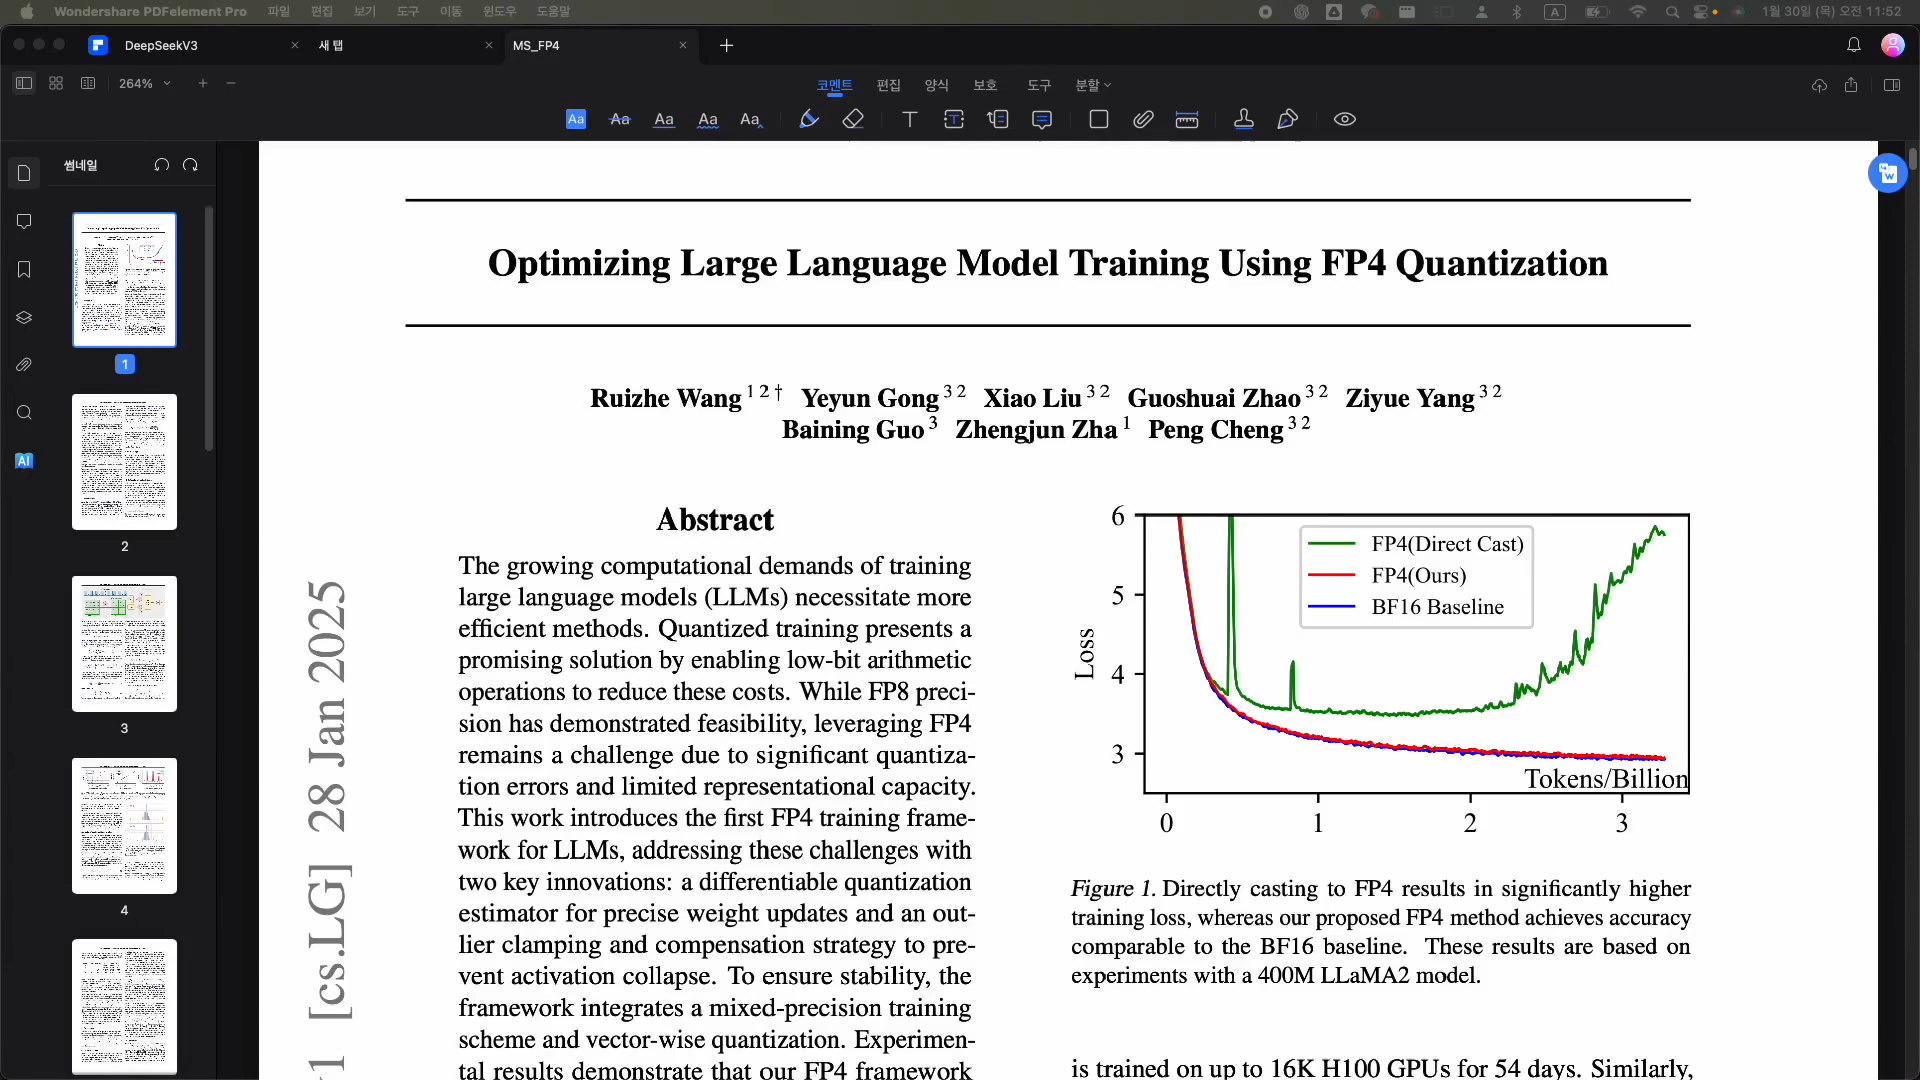 Wondershare PDFelement Pro 파일 편집 보기 도구 이동 윈도우 도움말
A
1월 30일 (목) 오전 11:52
DeepSeekV3
새 탭
MS_FP4
264%
코멘트 편집 양식 보호 도구 분할
Aa Aa Aa Aa Aa
T
썸네일
1
2
3
4
AI
Optimizing Large Language Model Training Using FP4 Quantization
Ruizhe Wang 1 2 † Yeyun Gong 3 2 Xiao Liu 3 2 Guoshuai Zhao 3 2 Ziyue Yang 3 2
Baining Guo 3 Zhengjun Zha 1 Peng Cheng 3 2
1 [cs.LG] 28 Jan 2025
Abstract
The growing computational demands of training
large language models (LLMs) necessitate more
efficient methods. Quantized training presents a
promising solution by enabling low-bit arithmetic
operations to reduce these costs. While FP8 preci-
sion has demonstrated feasibility, leveraging FP4
remains a challenge due to significant quantiza-
tion errors and limited representational capacity.
This work introduces the first FP4 training frame-
work for LLMs, addressing these challenges with
two key innovations: a differentiable quantization
estimator for precise weight updates and an out-
lier clamping and compensation strategy to pre-
vent activation collapse. To ensure stability, the
framework integrates a mixed-precision training
scheme and vector-wise quantization. Experimen-
tal results demonstrate that our FP4 framework
6
5
4
3
Loss
FP4(Direct Cast)
FP4(Ours)
BF16 Baseline
Tokens/Billion
0 1 2 3
Figure 1. Directly casting to FP4 results in significantly higher
training loss, whereas our proposed FP4 method achieves accuracy
comparable to the BF16 baseline. These results are based on
experiments with a 400M LLaMA2 model.
is trained on up to 16K H100 GPUs for 54 days. Similarly,